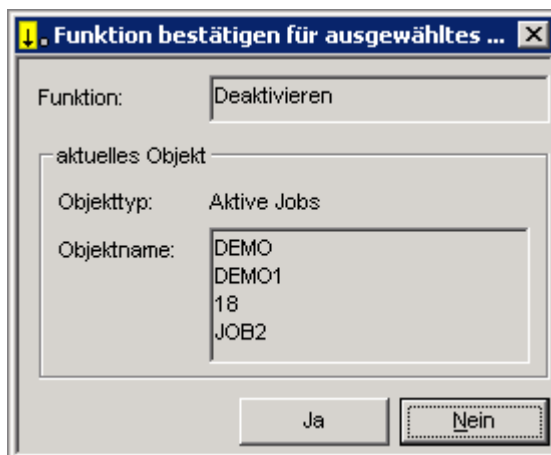 Funktion bestätigen für ausgewähltes ...
Funktion: Deaktivieren
aktuelles Objekt
Objekttyp: Aktive Jobs
Objektname: DEMO
DEMO1
18
JOB2
Ja Nein